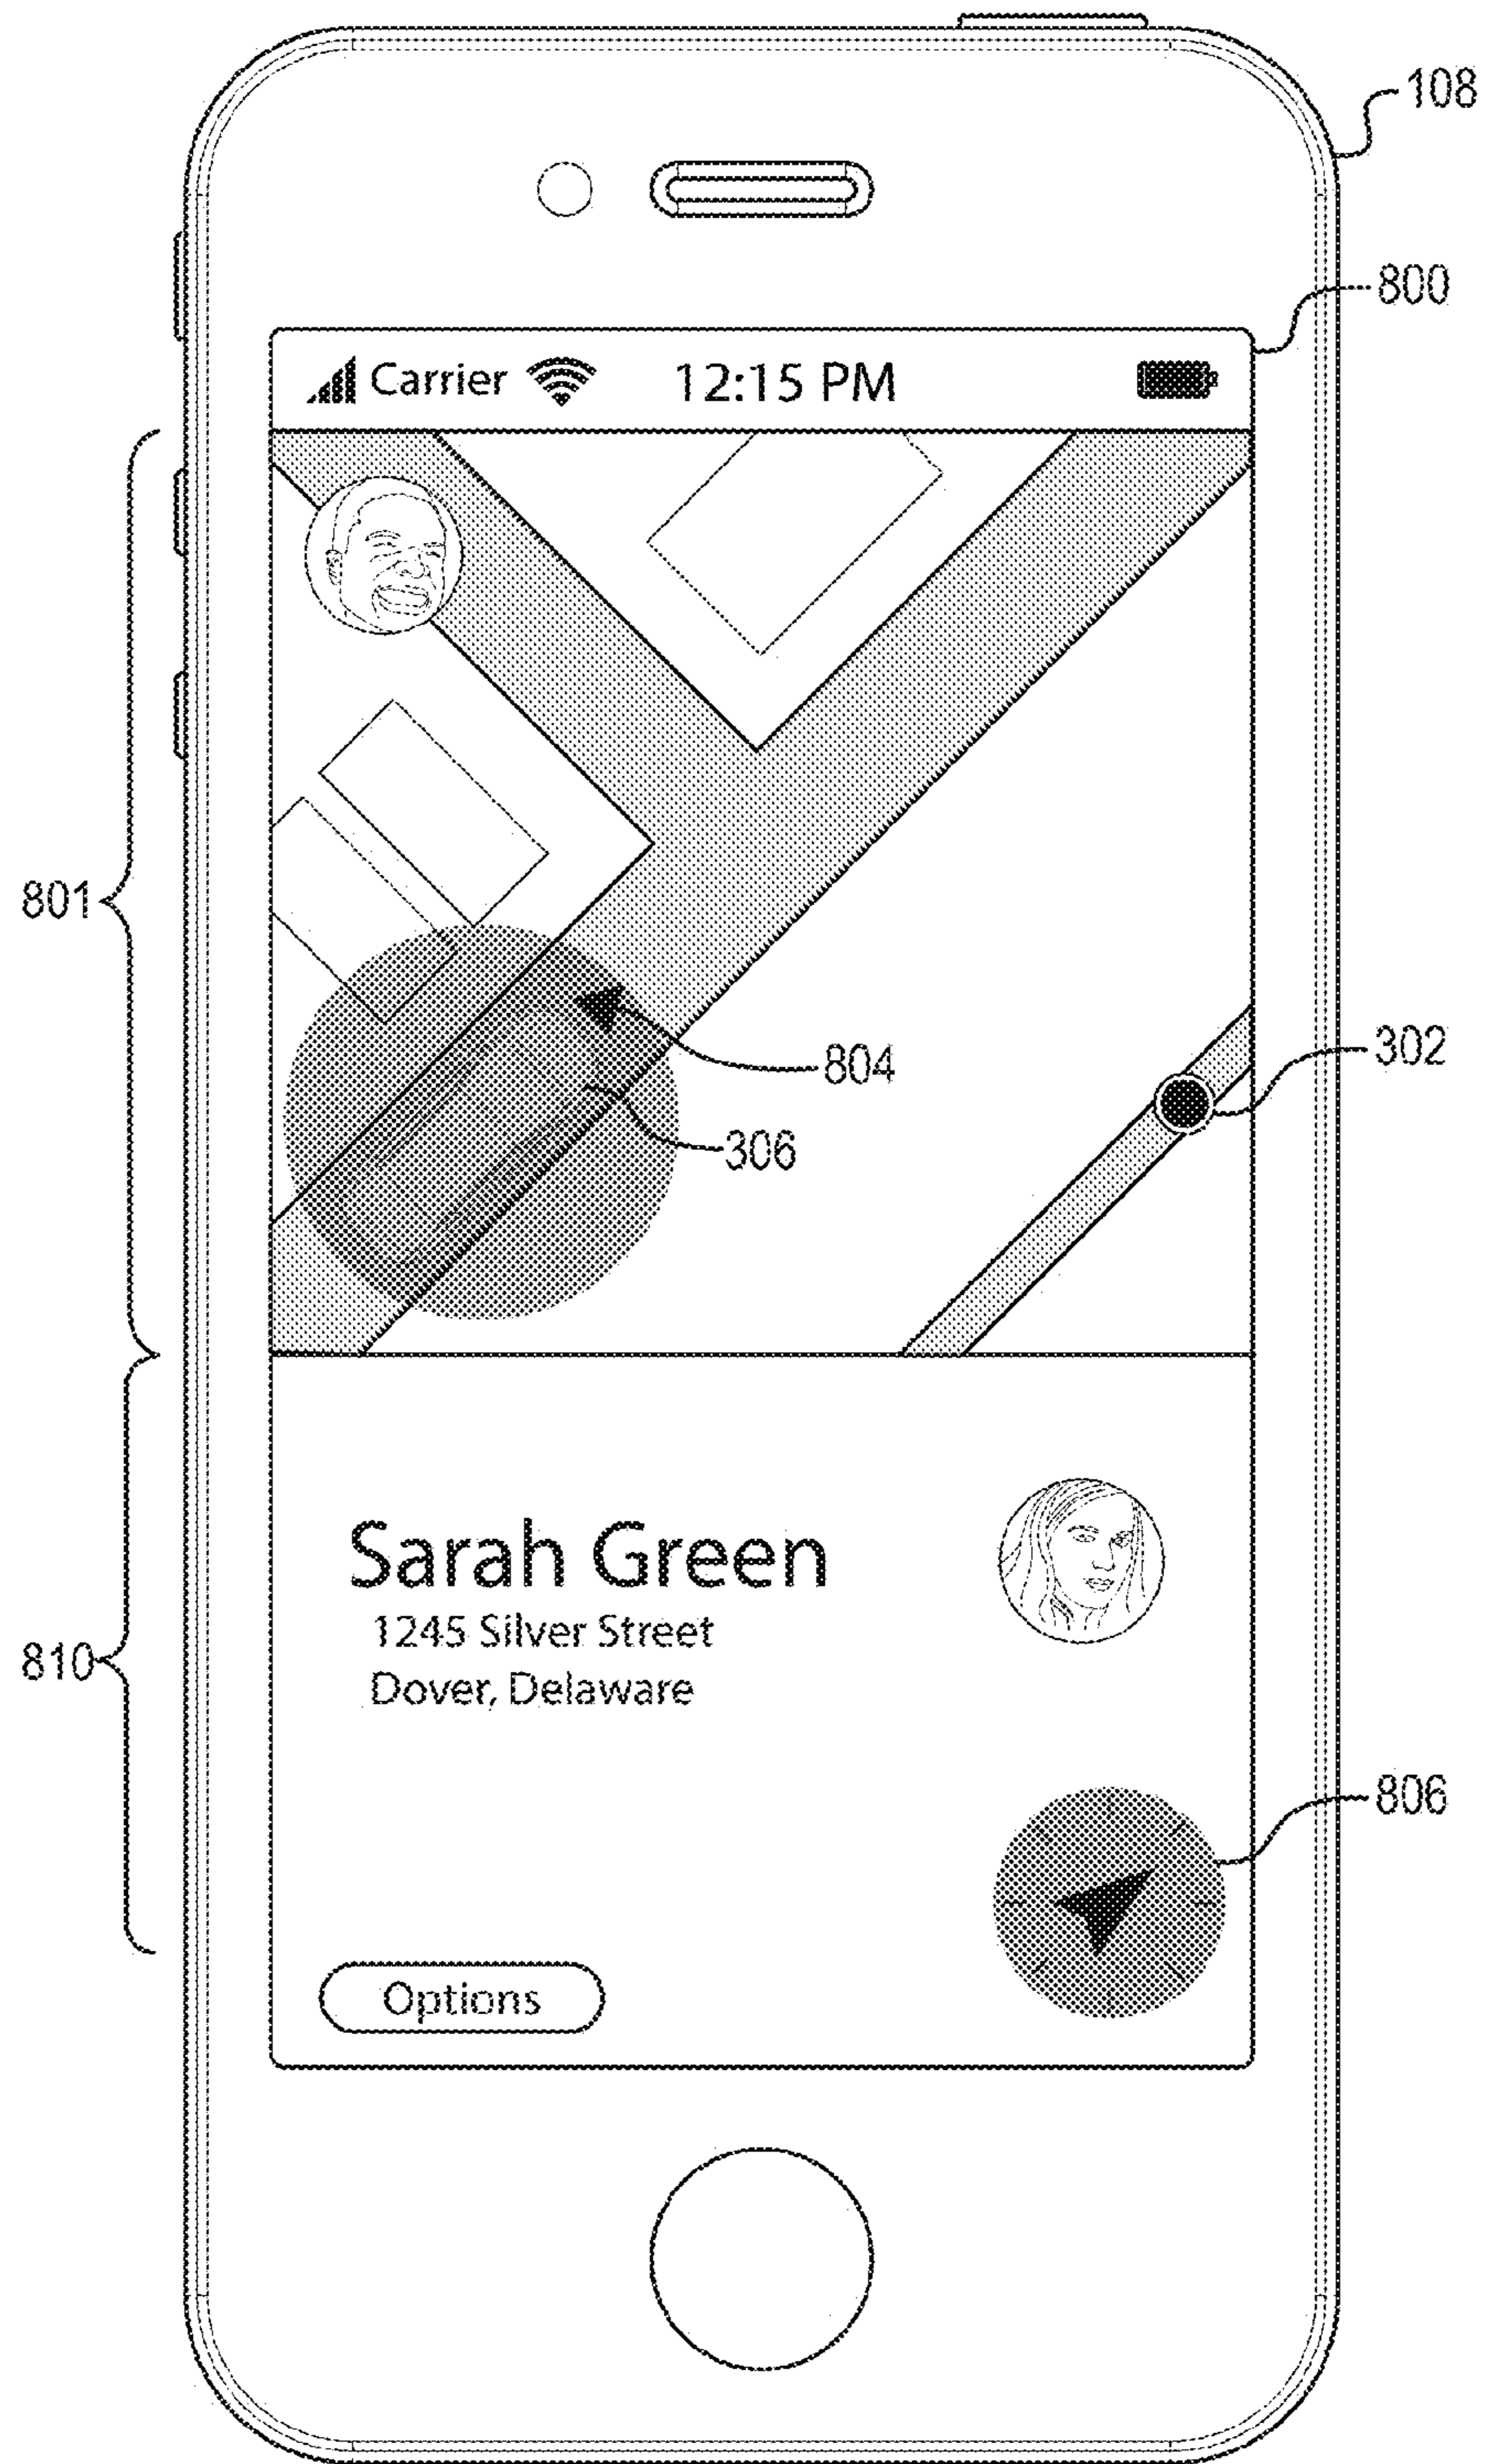 108
800
Carrier 12:15 PM
801
804
302
306
Sarah Green
1245 Silver Street
Dover, Delaware
810
806
Options